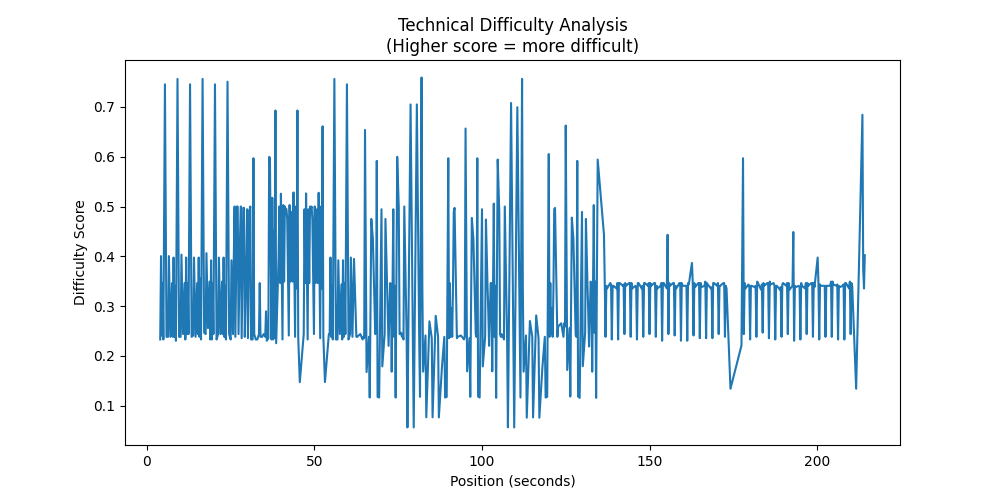 Technical Difficulty Analysis
(Higher score = more difficult)
Difficulty Score
0.7
0.6
0.5
0.4
0.3
0.2
0.1
0 50 100 150 200
Position (seconds)